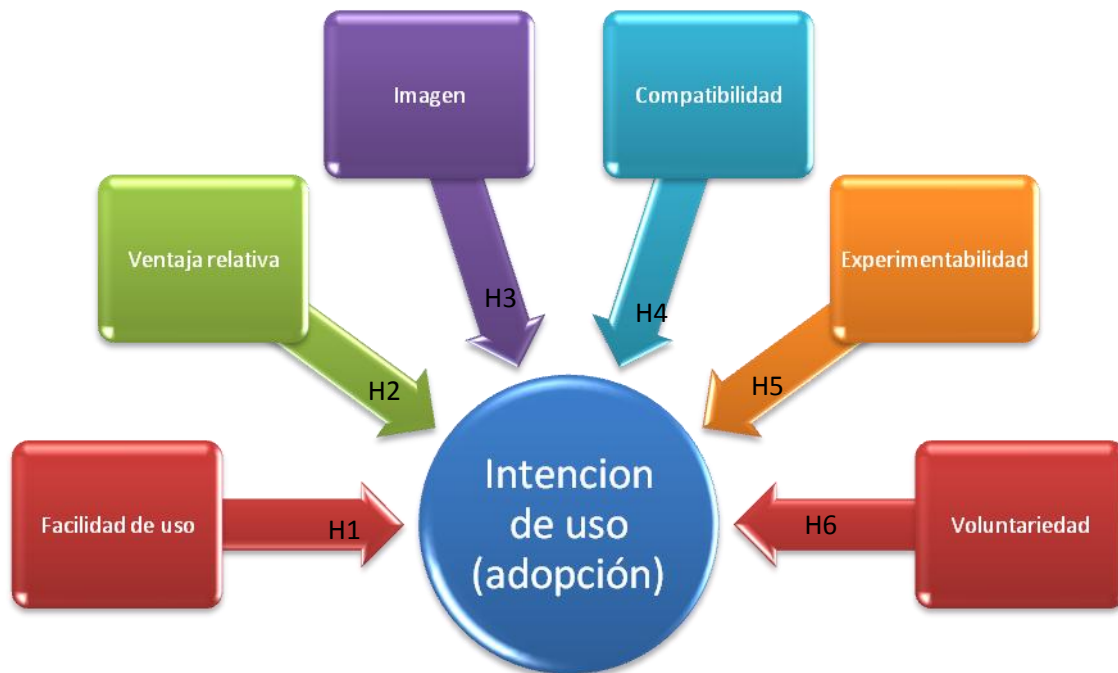 Imagen
Compatibilidad
Ventaja relativa
Experimentabilidad
H3
H4
H2
H5
Facilidad de uso
H1
Intencion
de uso
(adopción)
H6
Voluntariedad